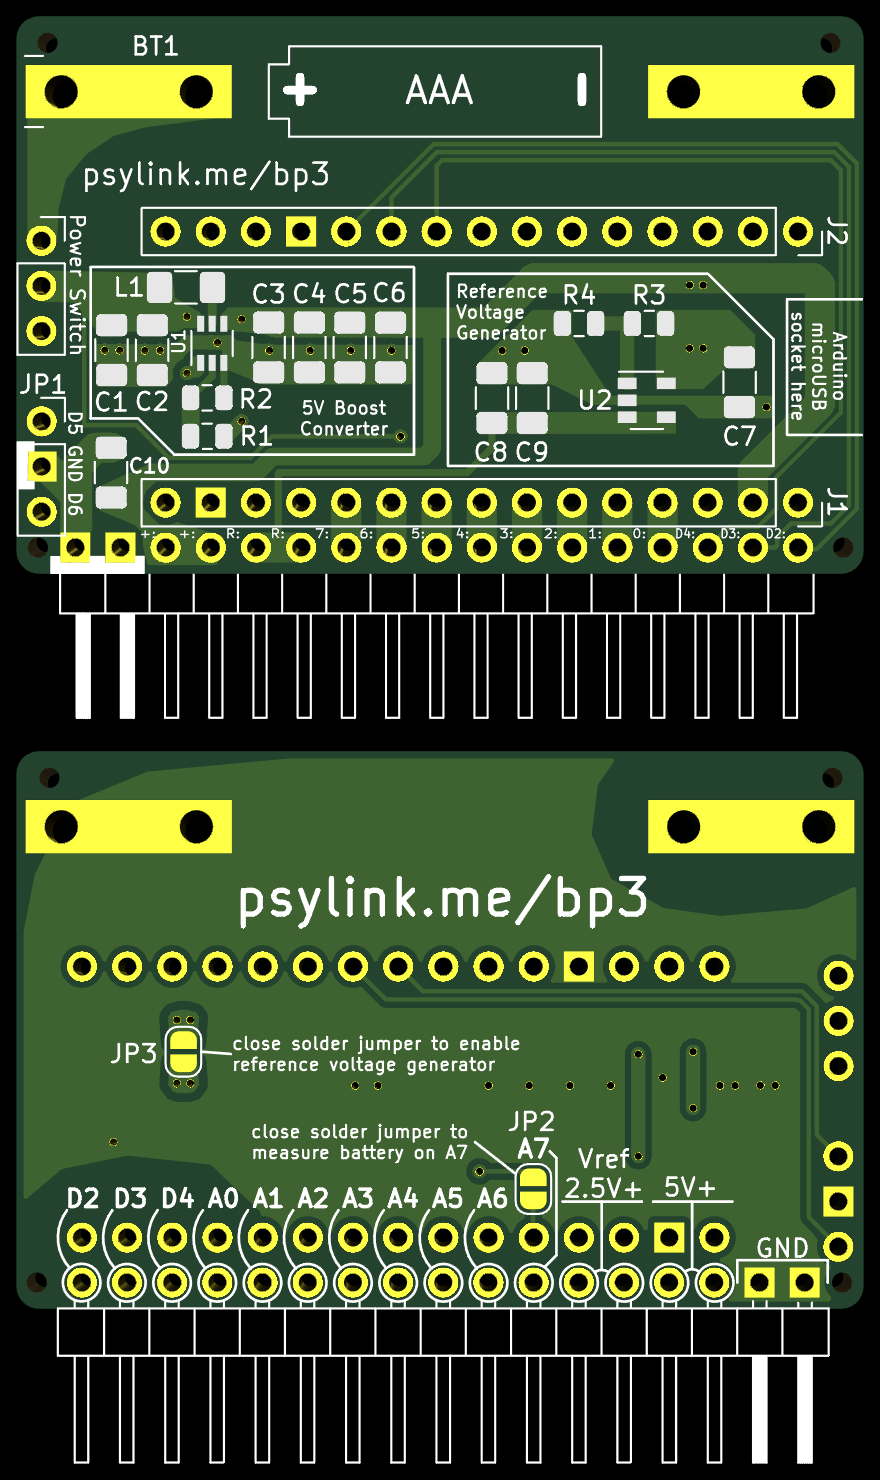 BT1
AAA
psylink.me/bp3
J2
Power Switch
L1
C3 C4 C5 C6
U1
C1 C2
R2
R1
5V Boost
Converter
Reference
Voltage
Generator
R4
R3
U2
C8 C9
C7
Arduino
microUSB
socket here
JP1
D5 GND D6
C10
J1
+: +: R: R: 7: 6: 5: 4: 3: 2: 1: 0: D4: D3: D2:
psylink.me/bp3
JP3
close solder jumper to enable
reference voltage generator
JP2
close solder jumper to
measure battery on A7
A7
Vref
2.5V+
5V+
D2 D3 D4 A0 A1 A2 A3 A4 A5 A6
GND